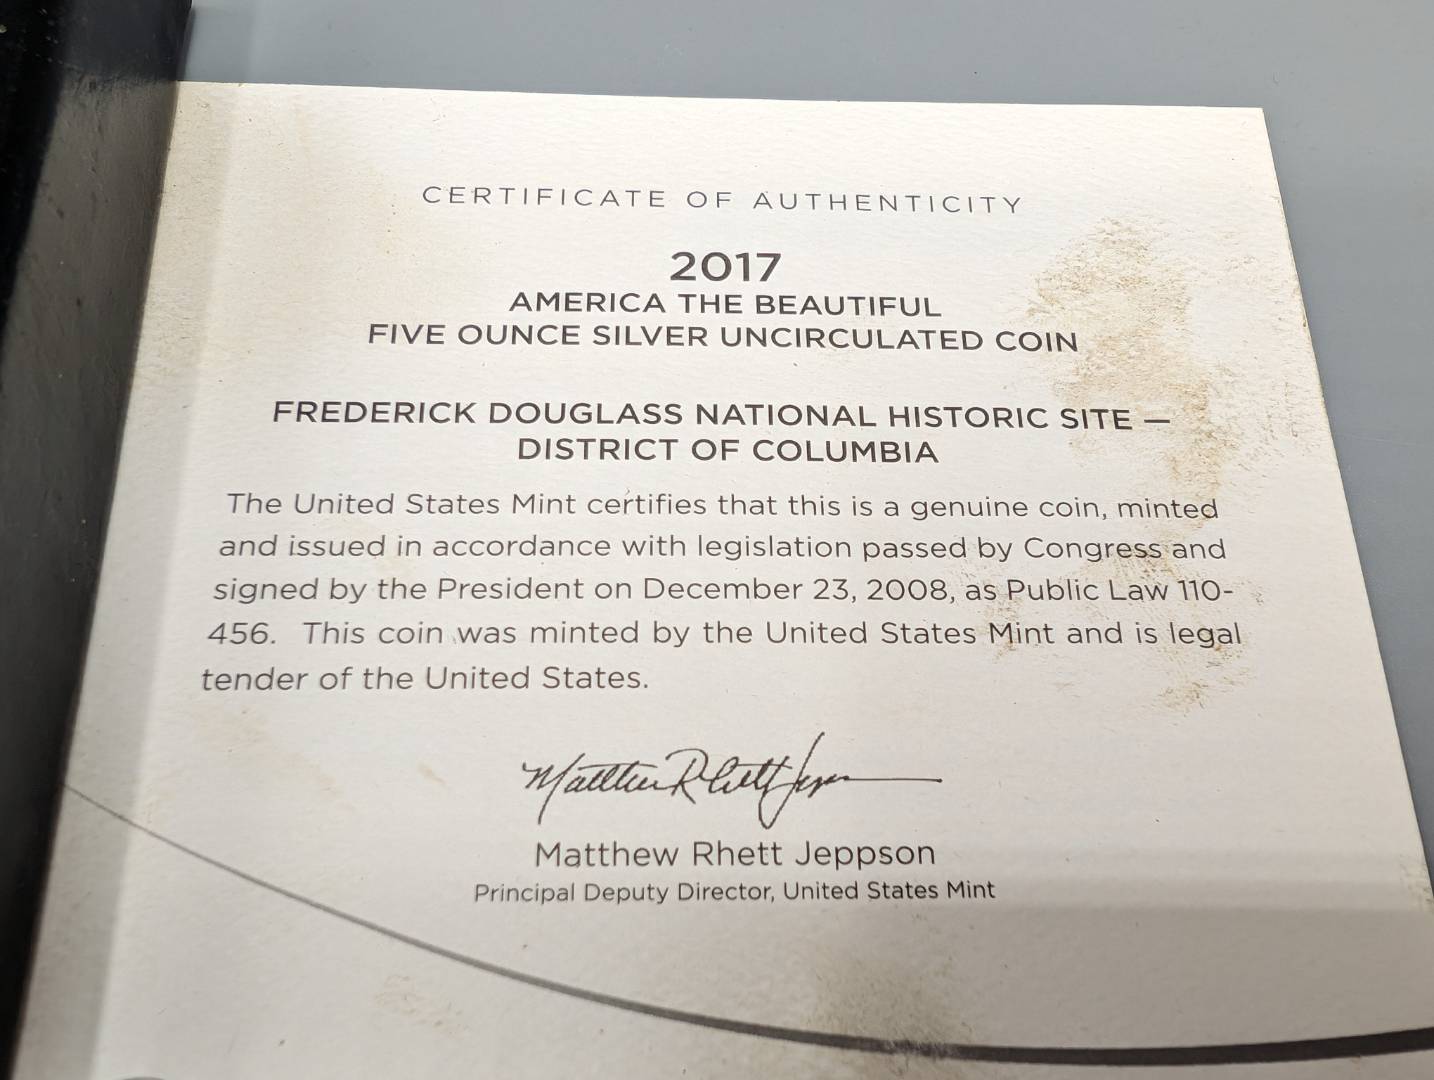 CERTIFICATE OF AUTHENTICITY
2017
AMERICA THE BEAUTIFUL
FIVE OUNCE SILVER UNCIRCULATED COIN
FREDERICK DOUGLASS NATIONAL HISTORIC SITE —
DISTRICT OF COLUMBIA
The United States Mint certifies that this is a genuine coin, minted
and issued in accordance with legislation passed by Congress and
signed by the President on December 23, 2008, as Public Law 110-
456. This coin was minted by the United States Mint and is legal
tender of the United States.
Matthew Rhett Jeppson
Matthew Rhett Jeppson
Principal Deputy Director, United States Mint